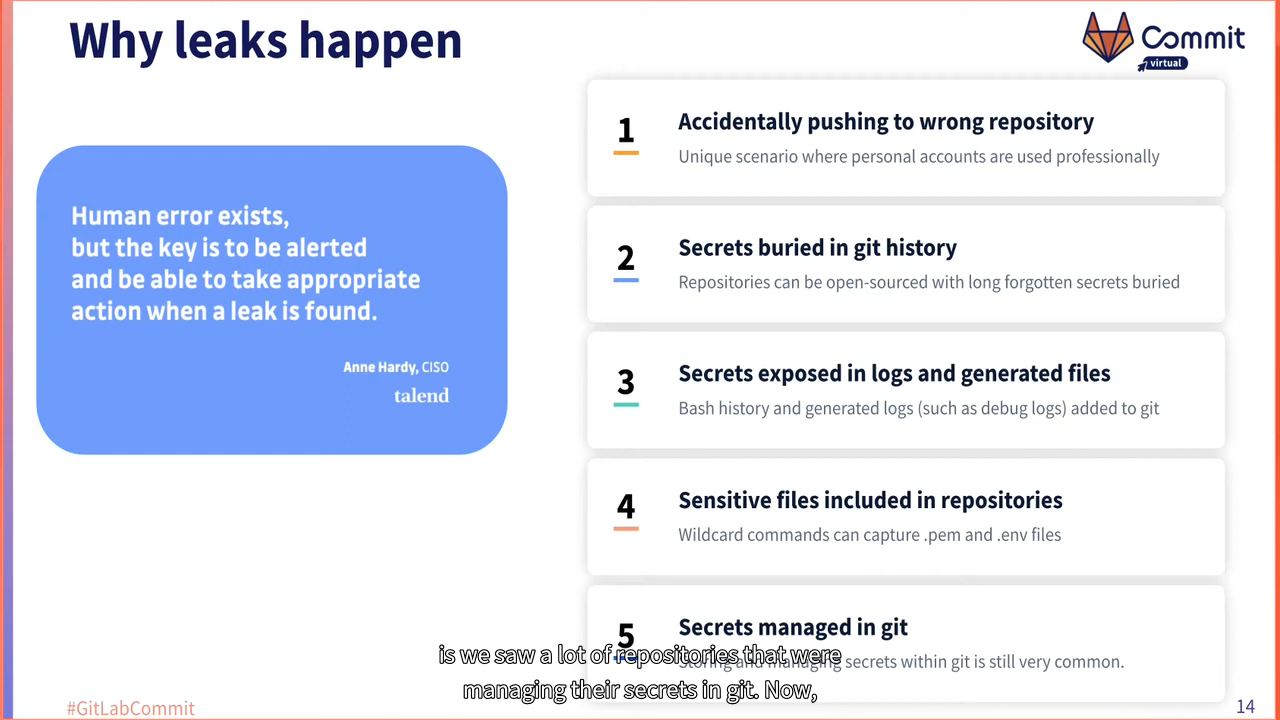 Why leaks happen
Commit
virtual
Human error exists,
but the key is to be alerted
and be able to take appropriate
action when a leak is found.
Anne Hardy, CISO
talend
1
Accidentally pushing to wrong repository
Unique scenario where personal accounts are used professionally
2
Secrets buried in git history
Repositories can be open-sourced with long forgotten secrets buried
3
Secrets exposed in logs and generated files
Bash history and generated logs (such as debug logs) added to git
4
Sensitive files included in repositories
Wildcard commands can capture .pem and .env files
5
Secrets managed in git
Storing and managing secrets within git is still very common.
is we saw a lot of repositories that were
managing their secrets in git. Now,
#GitLabCommit
14